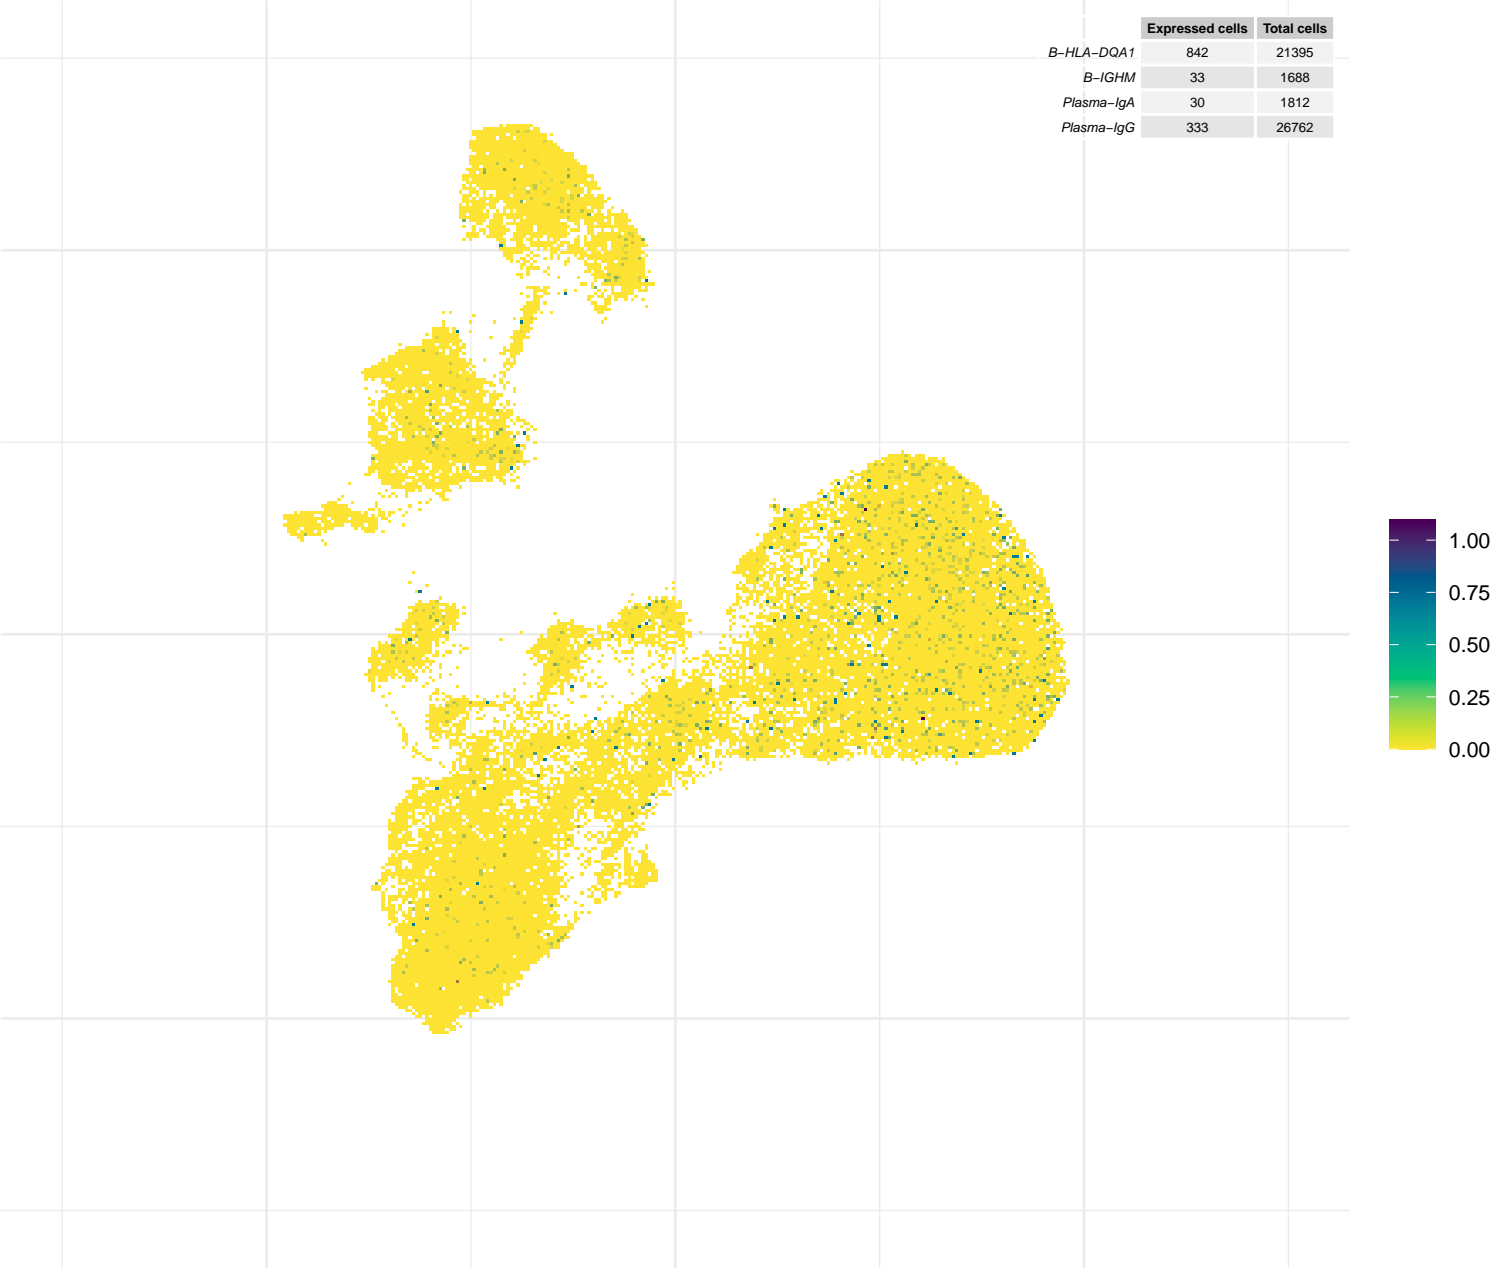 Expressed cells Total cells
B−HLA−DQA1 842 21395
B−IGHM 33 1688
Plasma−IgA 30 1812
Plasma−IgG 333 26762
1.00
0.75
0.50
0.25
0.00